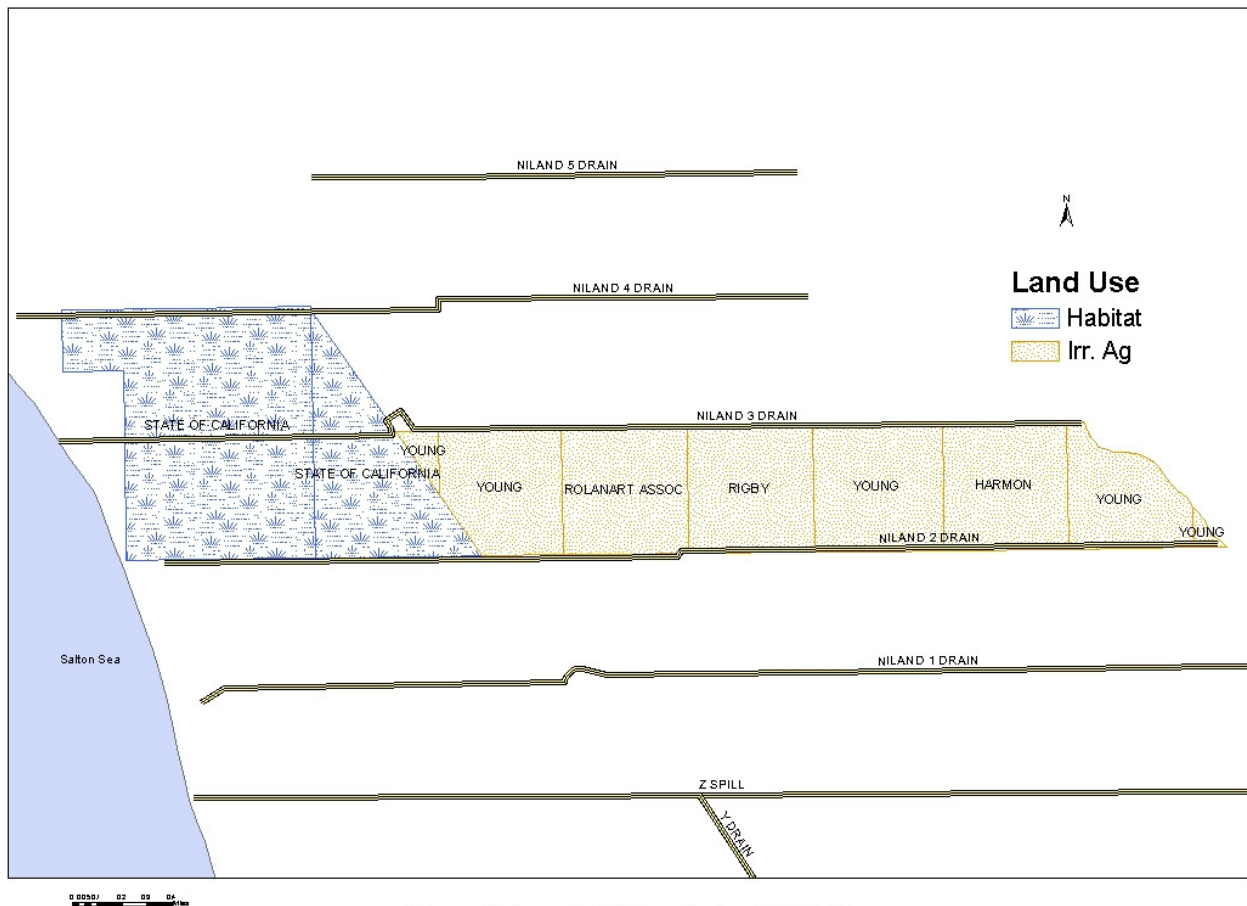 NILAND 5 DRAIN
N
Land Use
Habitat
Irr. Ag
NILAND 4 DRAIN
NILAND 3 DRAIN
STATE OF CALIFORNIA
YOUNG
STATE OF CALIFORNIA
YOUNG
ROLANART ASSOC
RIGBY
YOUNG
HARMON
YOUNG
YOUNG
NILAND 2 DRAIN
Salton Sea
NILAND 1 DRAIN
Z SPILL
Y DRAIN
Miles